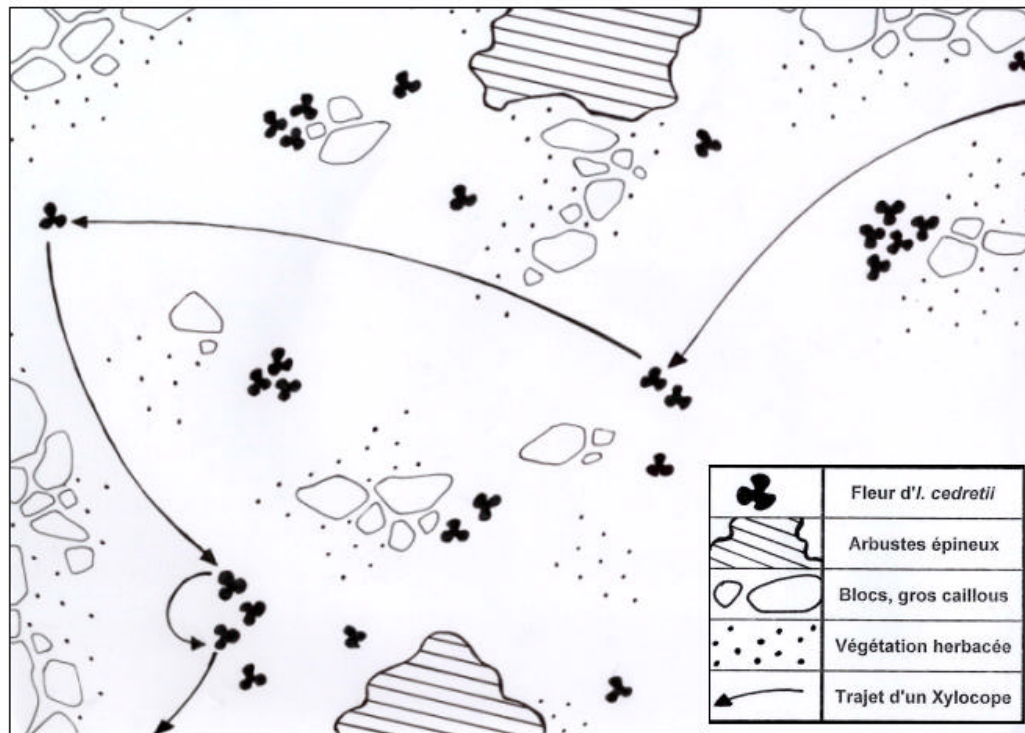 Fleur d'I. cedretii
Arbustes épineux
Blocs, gros caillous
Végétation herbacée
Trajet d'un Xylocope